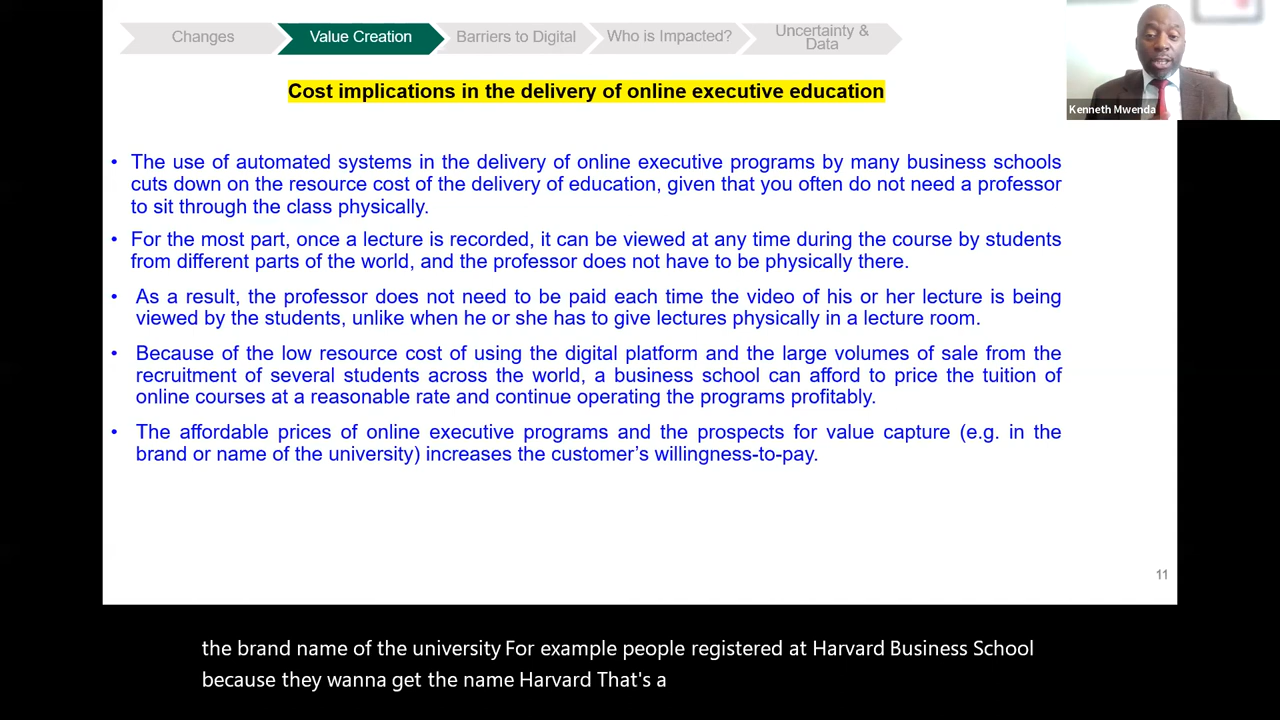 Changes
Value Creation
Barriers to Digital
Who is Impacted?
Uncertainty &
Data
Kenneth Mwenda
Cost implications in the delivery of online executive education
• The use of automated systems in the delivery of online executive programs by many business schools
cuts down on the resource cost of the delivery of education, given that you often do not need a professor
to sit through the class physically.
• For the most part, once a lecture is recorded, it can be viewed at any time during the course by students
from different parts of the world, and the professor does not have to be physically there.
• As a result, the professor does not need to be paid each time the video of his or her lecture is being
viewed by the students, unlike when he or she has to give lectures physically in a lecture room.
• Because of the low resource cost of using the digital platform and the large volumes of sale from the
recruitment of several students across the world, a business school can afford to price the tuition of
online courses at a reasonable rate and continue operating the programs profitably.
• The affordable prices of online executive programs and the prospects for value capture (e.g. in the
brand or name of the university) increases the customer's willingness-to-pay.
11
the brand name of the university For example people registered at Harvard Business School
because they wanna get the name Harvard That's a